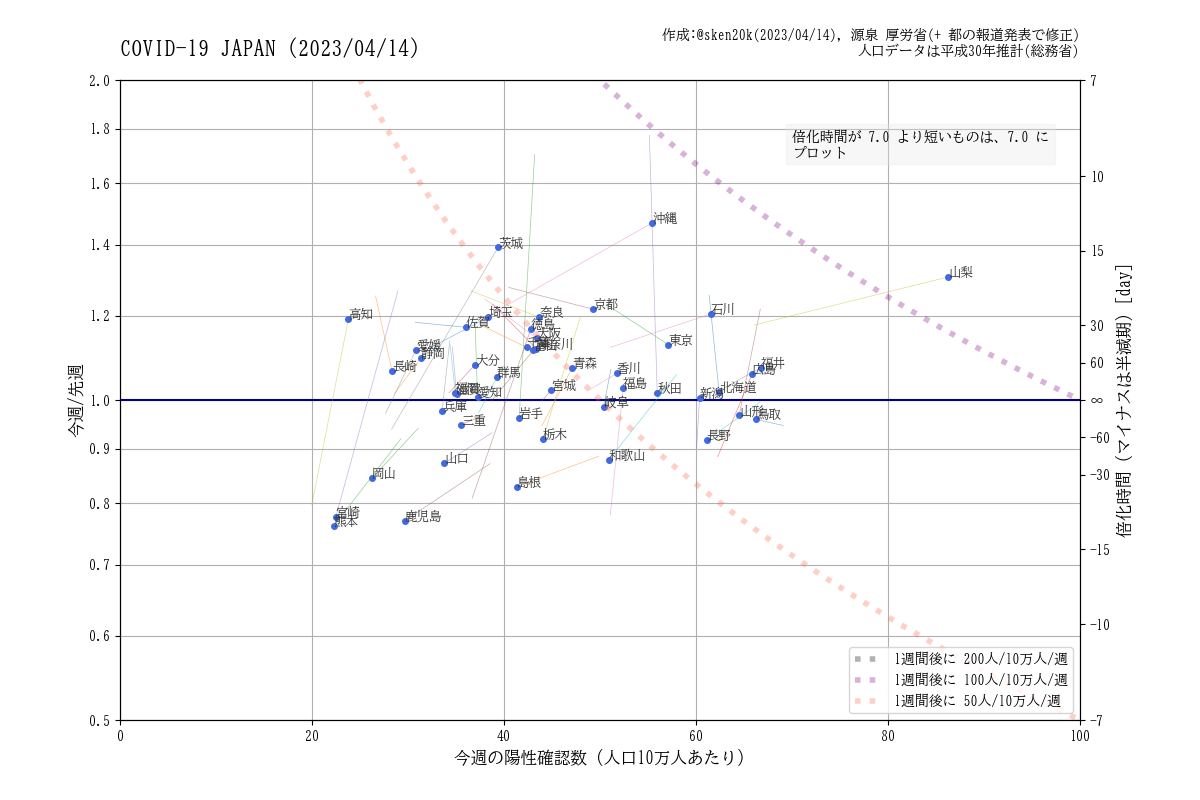 COVID-19 JAPAN (2023/04/14)
作成:@sken20k(2023/04/14), 源泉 厚労省(+ 都の報道発表で修正)
人口データは平成30年推計(総務省)
倍化時間が 7.0 より短いものは、7.0 に
プロット
2.0
1.8
1.6
1.4
1.2
1.0
0.9
0.8
0.7
0.6
0.5
今週/先週
7
10
15
30
60
∞
-60
-30
-15
-10
-7
倍化時間 (マイナスは半減期) [day]
沖縄
茨城
山梨
高知
京都
石川
埼玉
奈良
佐賀
徳島
大阪
愛媛
静岡
東京
長崎
大分
群馬
青森
香川
福井
広島
福島
宮城
愛知
秋田
新潟
北海道
兵庫
岩手
岐阜
山形
鳥取
三重
栃木
長野
山口
和歌山
岡山
島根
宮崎
熊本
鹿児島
1週間後に 200人/10万人/週
1週間後に 100人/10万人/週
1週間後に 50人/10万人/週
0
20
40
60
80
100
今週の陽性確認数 (人口10万人あたり)